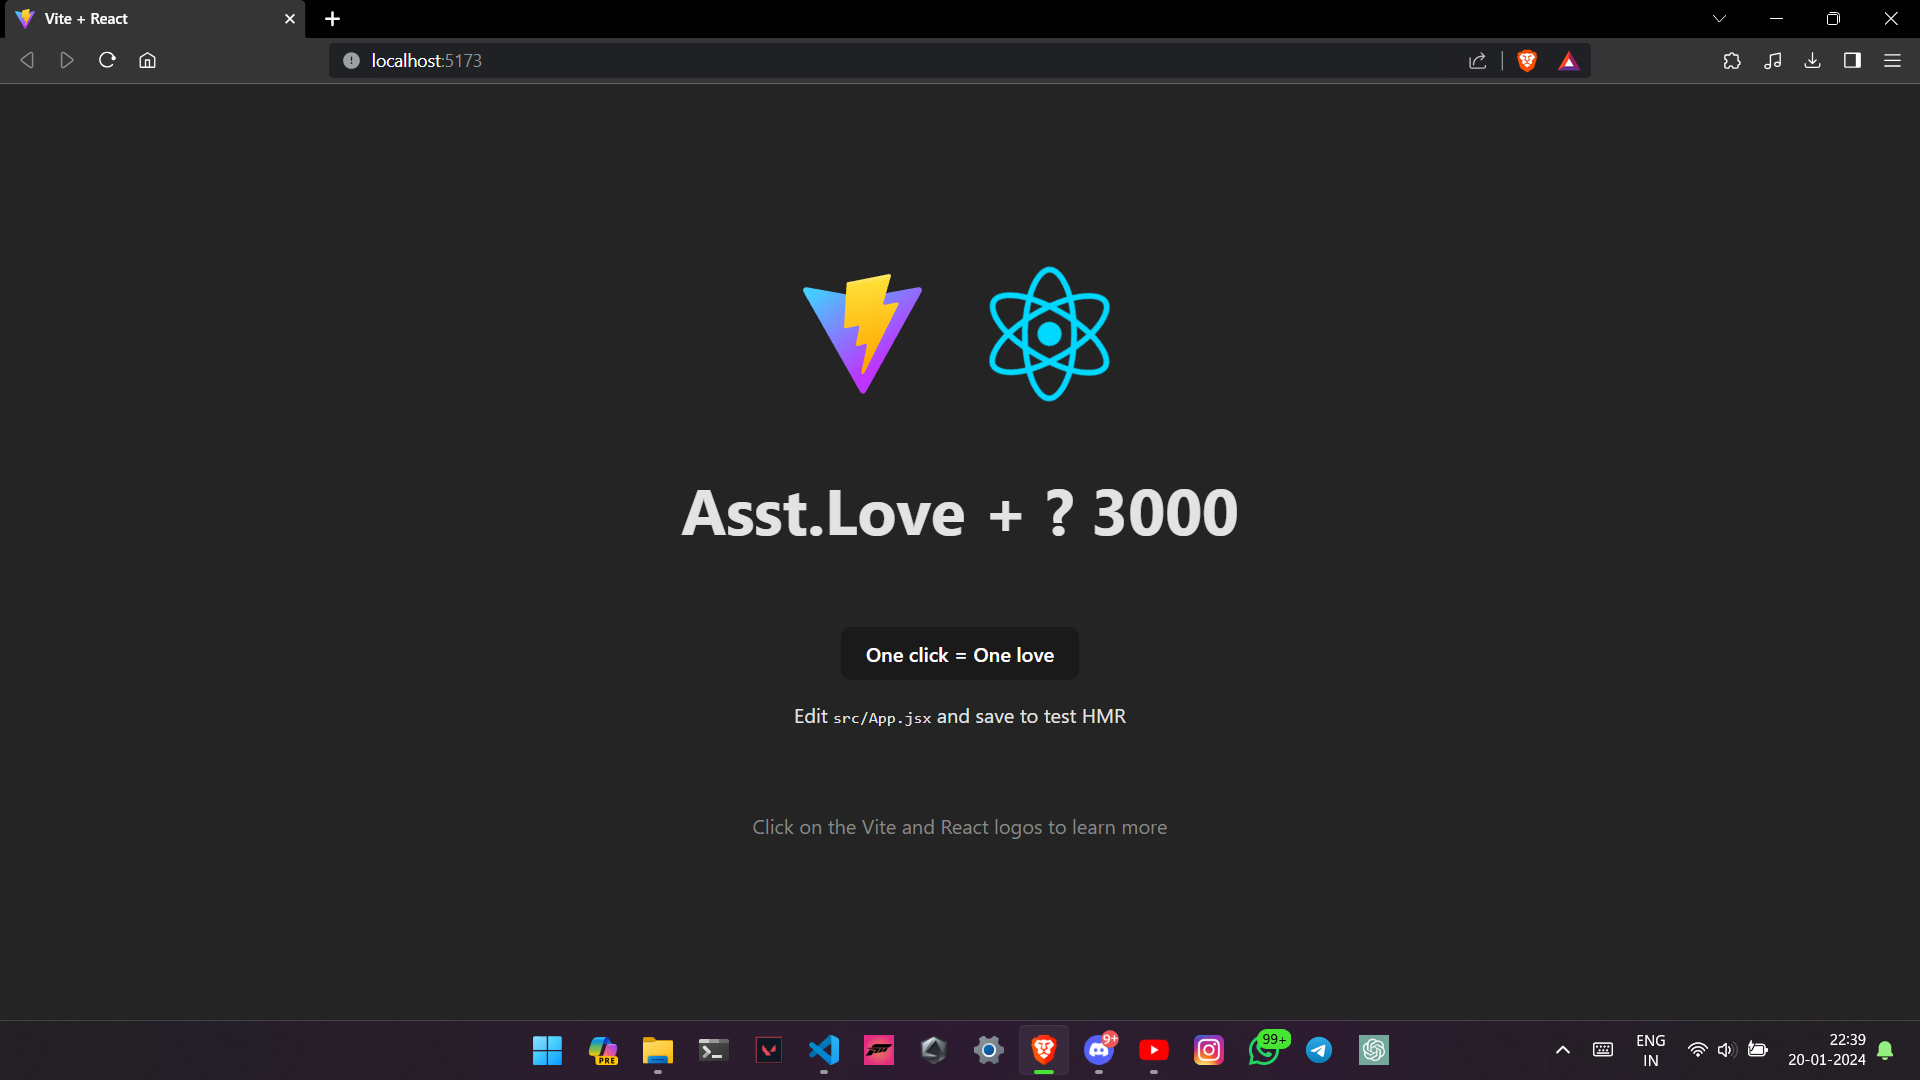 Vite + React
localhost:5173
Asst.Love + ? 3000
One click = One love
Edit src/App.jsx and save to test HMR
Click on the Vite and React logos to learn more
PRE
9+
99+
ENG
IN
22:39
20-01-2024